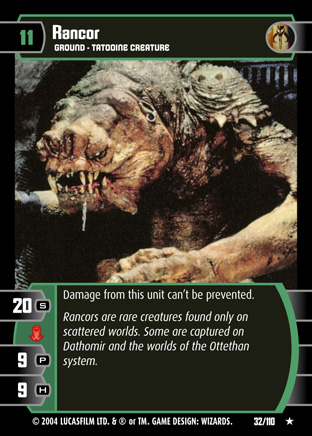 11
Rancor
GROUND - TATOOINE CREATURE
20 S
Damage from this unit can't be prevented.
Rancors are rare creatures found only on
scattered worlds. Some are captured on
Dathomir and the worlds of the Ottethan
system.
9 P
9 H
© 2004 LUCASFILM LTD. & ® or TM. GAME DESIGN: WIZARDS. 32/110 ★